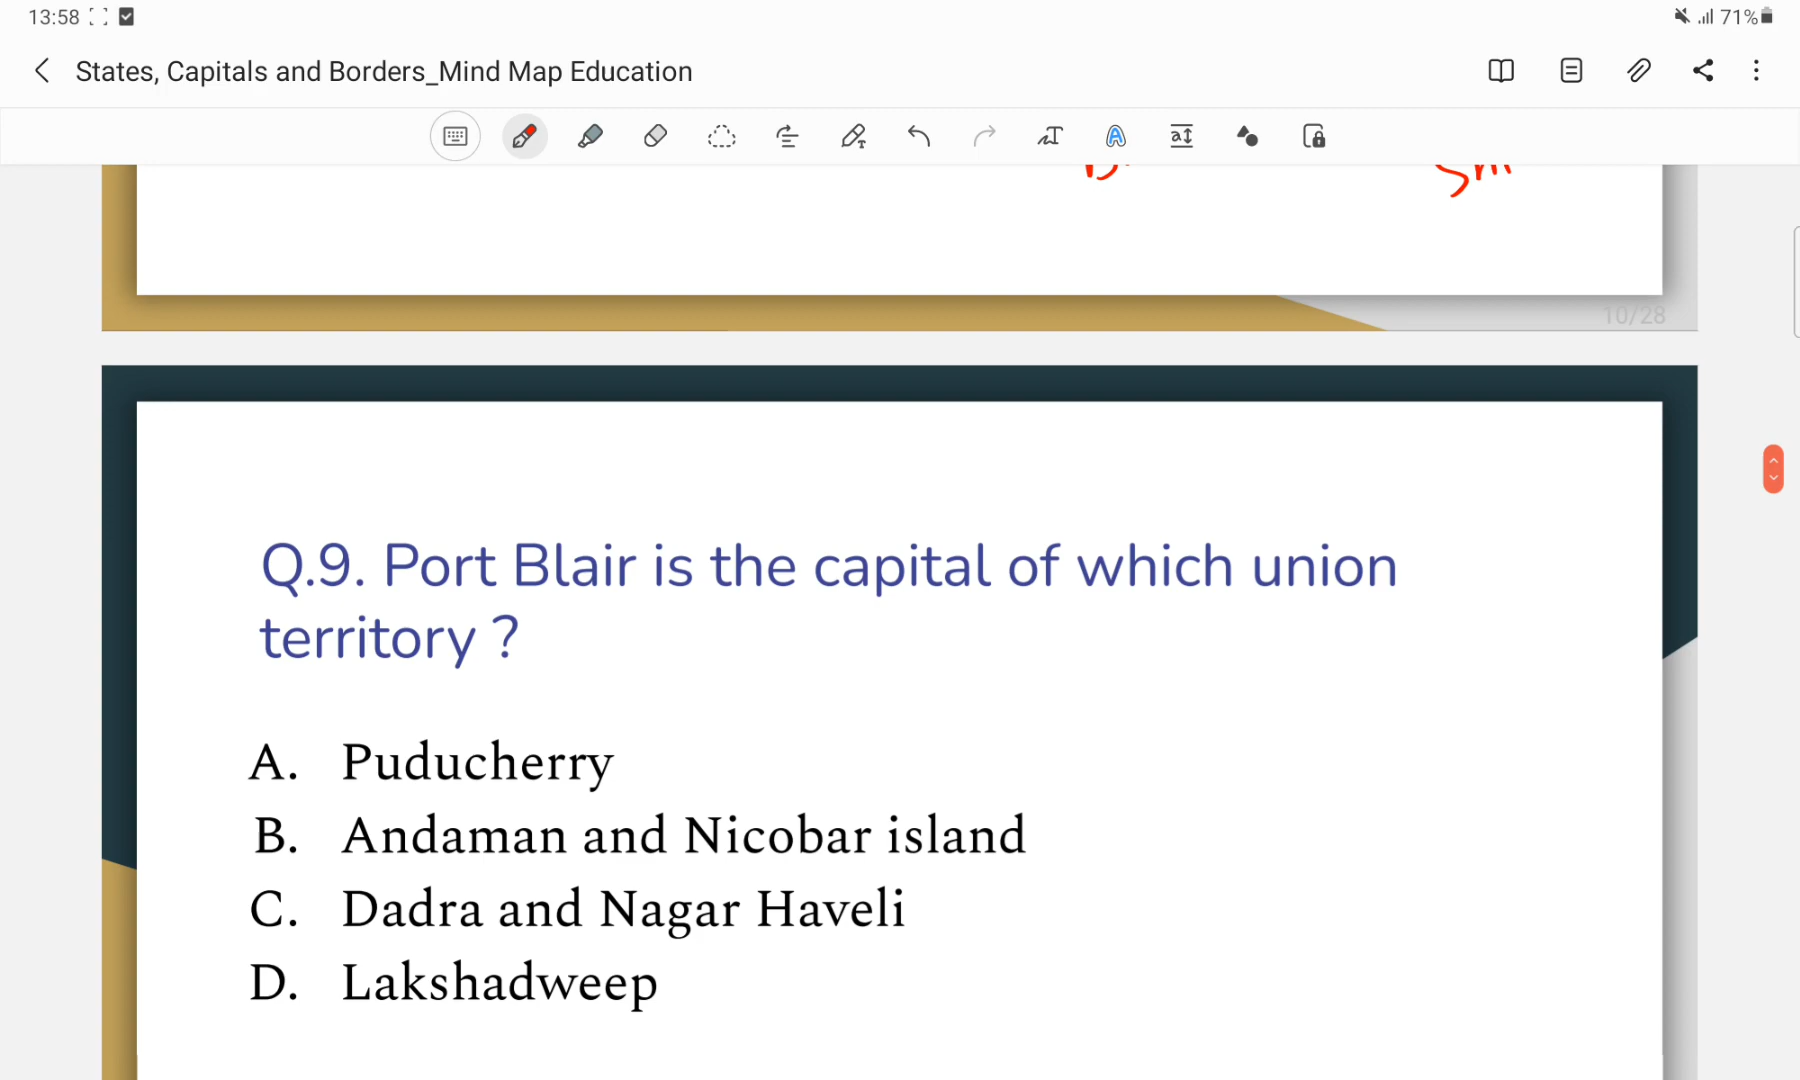 13:58
71%
States, Capitals and Borders_Mind Map Education
10/28
Q.9. Port Blair is the capital of which union
territory ?
A. Puducherry
B. Andaman and Nicobar island
C. Dadra and Nagar Haveli
D. Lakshadweep